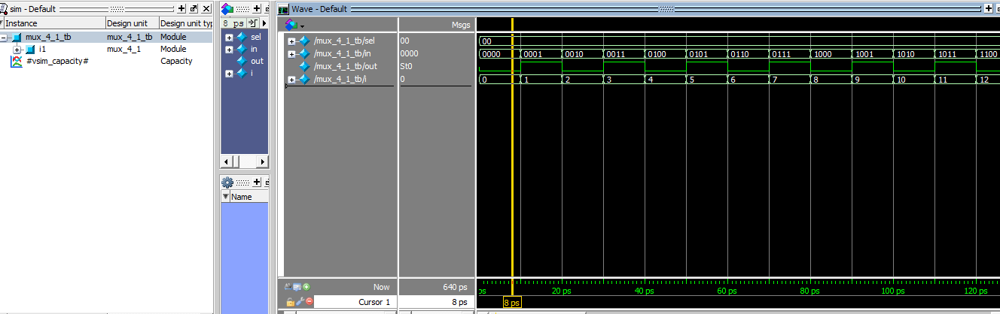 sim - Default
Instance Design unit Design unit typ
mux_4_1_tb mux_4_1_tb Module
i1 mux_4_1 Module
#vsim_capacity# Capacity
8 ps
sel
in
out
i
Name
Wave - Default
Msgs
/mux_4_1_tb/sel 00 00
/mux_4_1_tb/in 0000 0000 0001 0010 0011 0100 0101 0110 0111 1000 1001 1010 1011 1100
/mux_4_1_tb/out St0
/mux_4_1_tb/i 0 0 1 2 3 4 5 6 7 8 9 10 11 12
Now 640 ps ps 20 ps 40 ps 60 ps 80 ps 100 ps 120 ps
Cursor 1 8 ps 8 ps